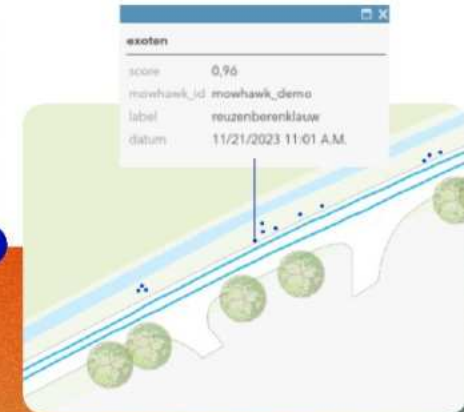 exoten
score 0,96
mowhawk_id mowhawk_demo
label reuzenberenklauw
datum 11/21/2023 11:01 A.M.